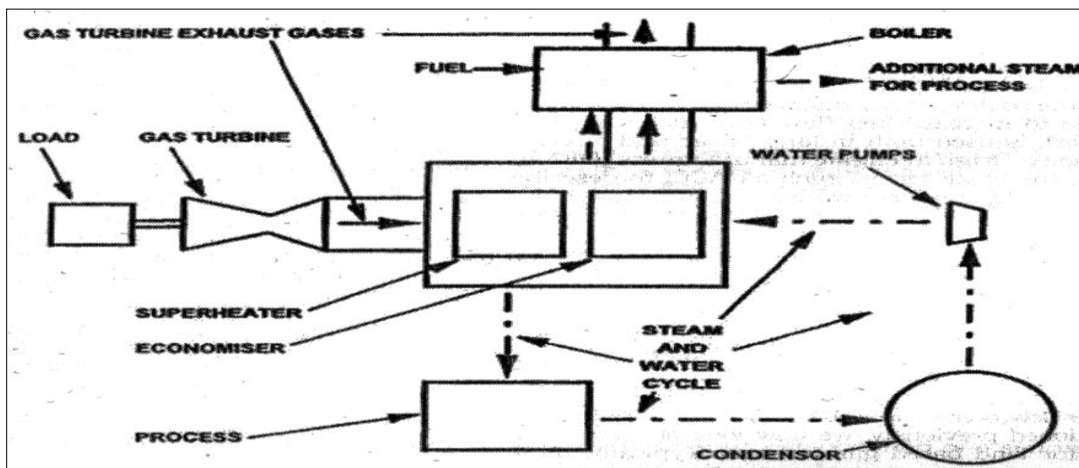 GAS TURBINE EXHAUST GASES
BOILER
FUEL
ADDITIONAL STEAM
FOR PROCESS
LOAD
GAS TURBINE
WATER PUMPS
SUPERHEATER
ECONOMISER
STEAM
AND
WATER
CYCLE
PROCESS
CONDENSOR